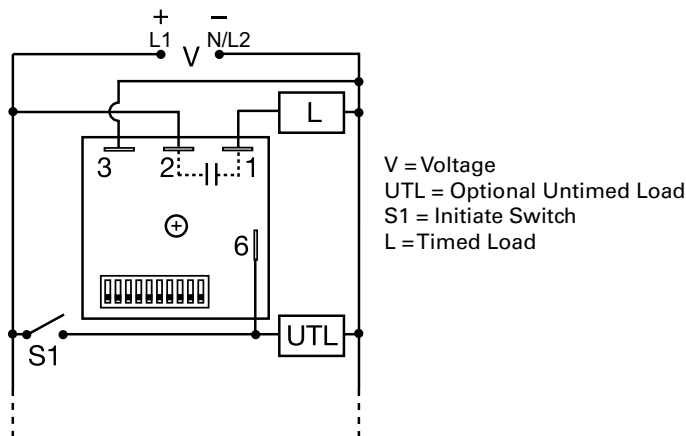 + −
L1 V N/L2
L
3 2 1
6
S1
UTL
V = Voltage
UTL = Optional Untimed Load
S1 = Initiate Switch
L = Timed Load